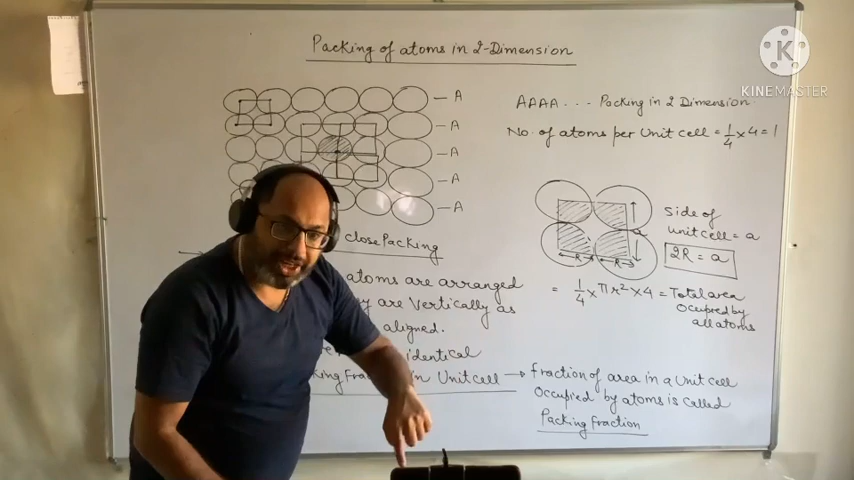 Packing of atoms in 2-Dimension
K
KINEMASTER
A
A
A
A
A
AAAA... Packing in 2 Dimension
No. of atoms per Unit cell = 1/4 x 4 = 1
side of
unit cell = a
2R = a
a
R
R
= 1/4 x πr² x 4 = Total area
occupied by
all atoms
close Packing
atoms are arranged
are vertically as
aligned.
identical
in Unit cell → fraction of area in a Unit cell
occupied by atoms is called
Packing fraction